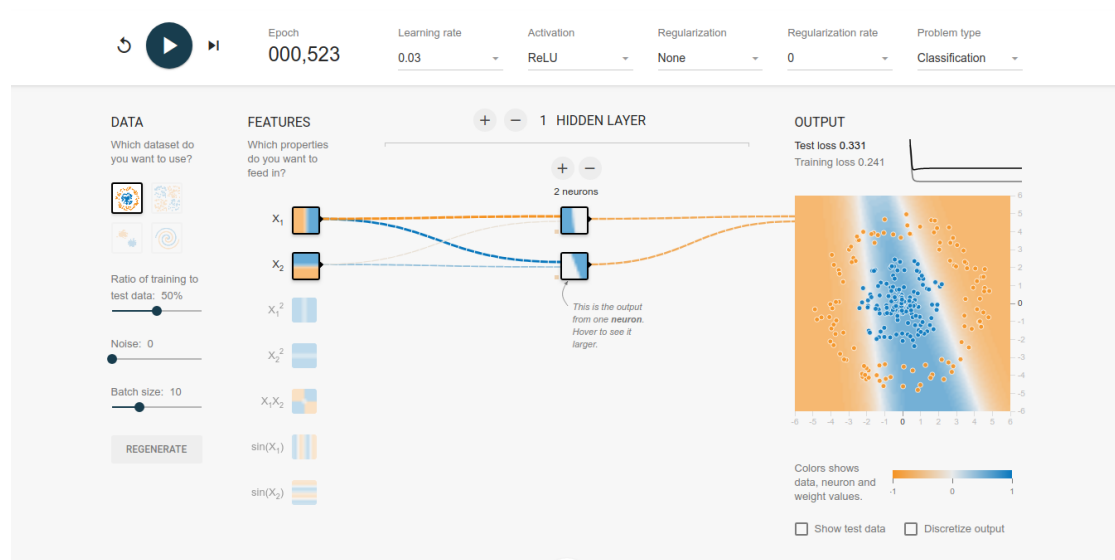 Epoch
000,523
Learning rate
0.03
Activation
ReLU
Regularization
None
Regularization rate
0
Problem type
Classification
DATA
Which dataset do
you want to use?
Ratio of training to
test data: 50%
Noise: 0
Batch size: 10
REGENERATE
FEATURES
Which properties
do you want to
feed in?
X1
X2
X1²
X2²
X1X2
sin(X1)
sin(X2)
+ − 1 HIDDEN LAYER
+ −
2 neurons
This is the output
from one neuron.
Hover to see it
larger.
OUTPUT
Test loss 0.331
Training loss 0.241
6
5
4
3
2
1
0
-1
-2
-3
-4
-5
-6
-6 -5 -4 -3 -2 -1 0 1 2 3 4 5 6
Colors shows
data, neuron and
weight values.
-1 0 1
Show test data
Discretize output